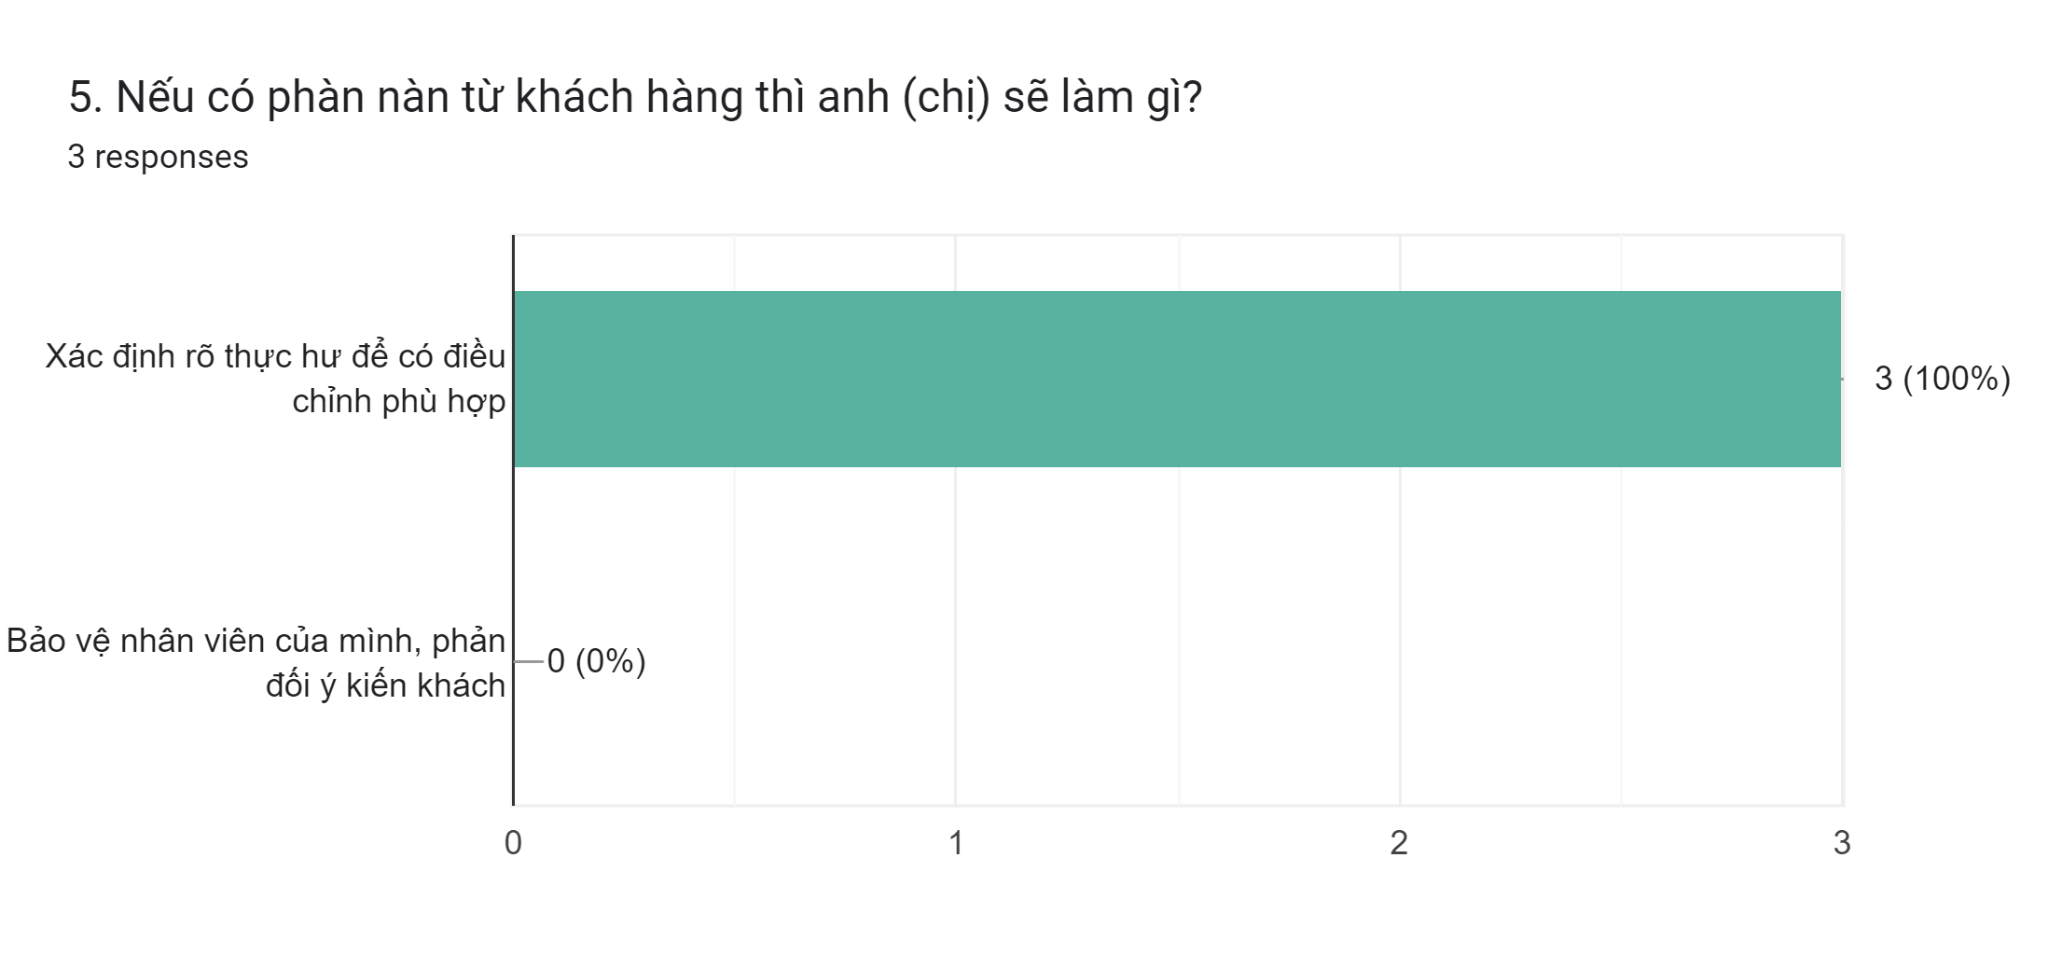 5. Nếu có phàn nàn từ khách hàng thì anh (chị) sẽ làm gì?
3 responses
Xác định rõ thực hư để có điều
chỉnh phù hợp
3 (100%)
Bảo vệ nhân viên của mình, phản
đối ý kiến khách
0 (0%)
0 1 2 3